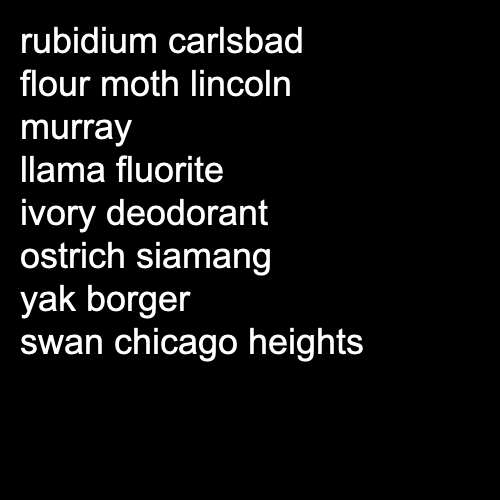 rubidium carlsbad
flour moth lincoln
murray
llama fluorite
ivory deodorant
ostrich siamang
yak borger
swan chicago heights